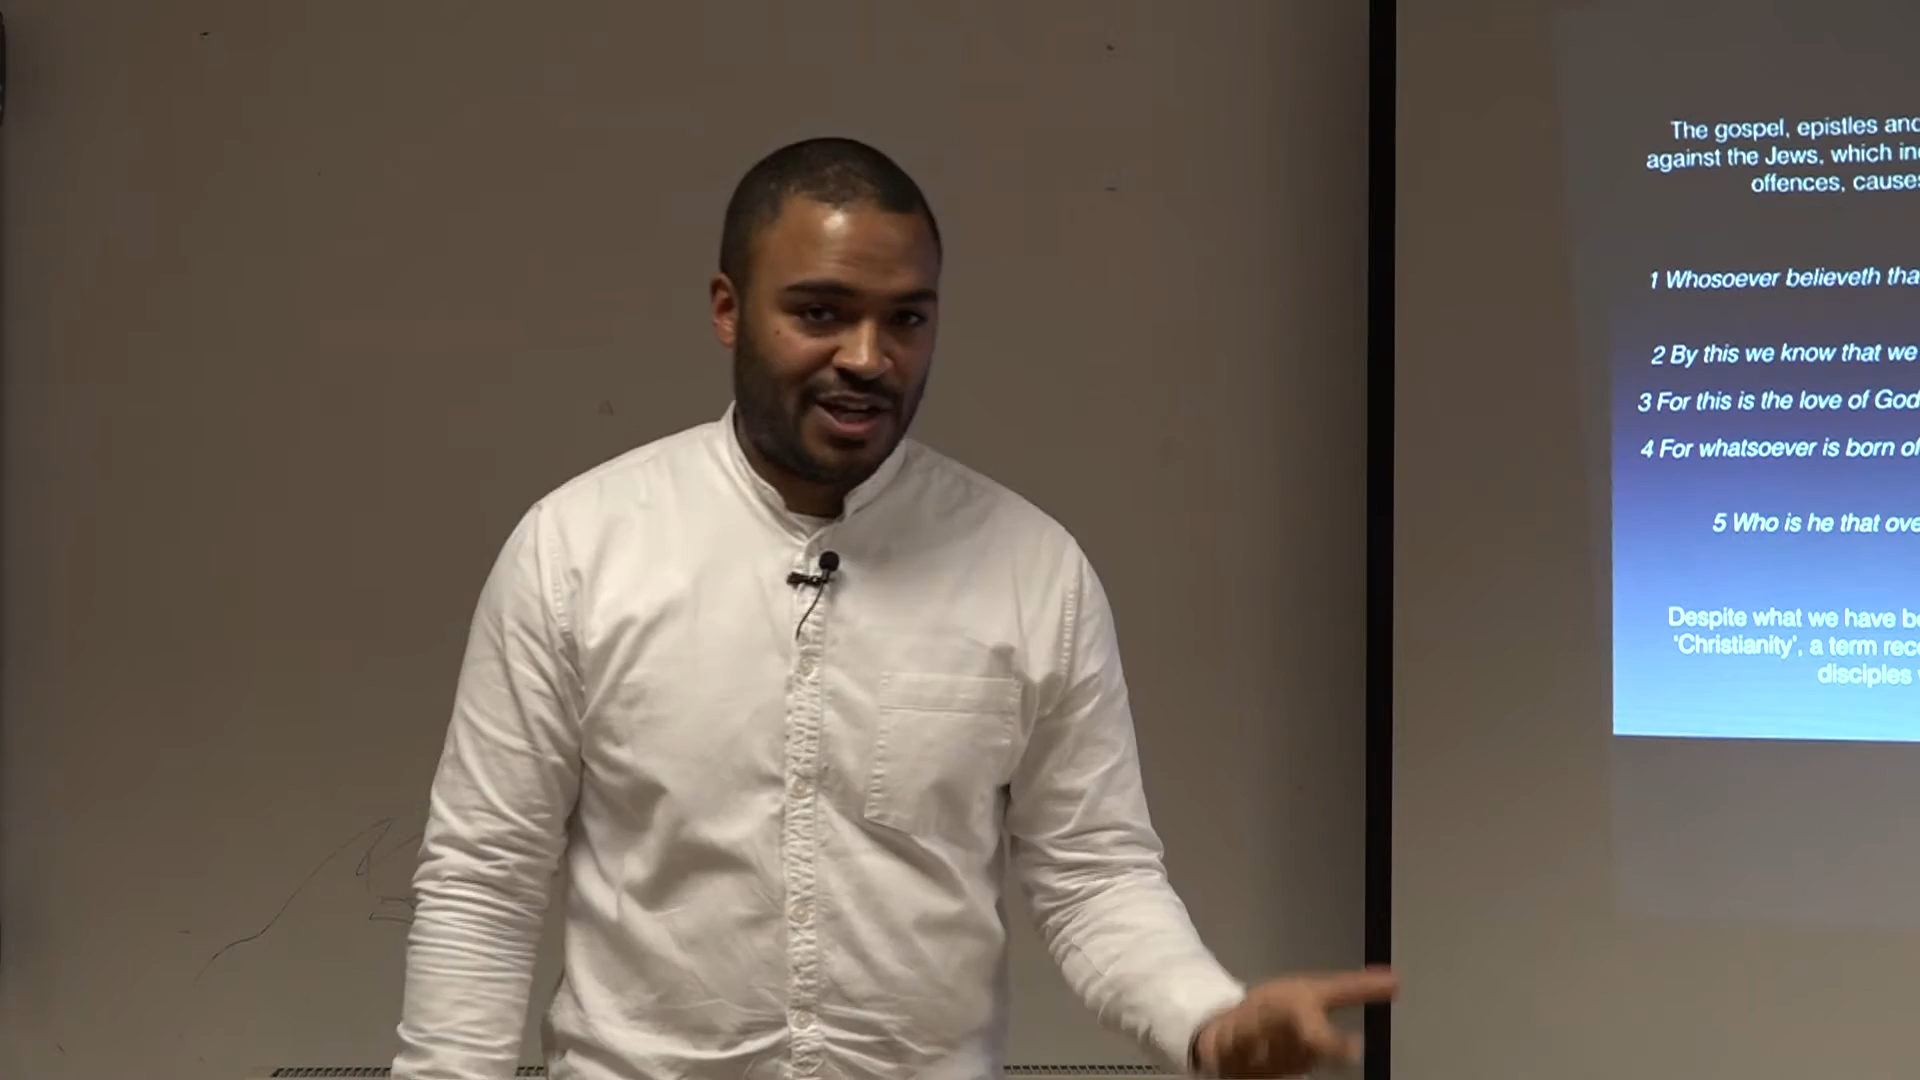 The gospel, epistles and
against the Jews, which in
offences, cause
1 Whosoever believeth tha
2 By this we know that we
3 For this is the love of God
4 For whatsoever is born of
5 Who is he that ove
Despite what we have be
'Christianity', a term rec
disciples